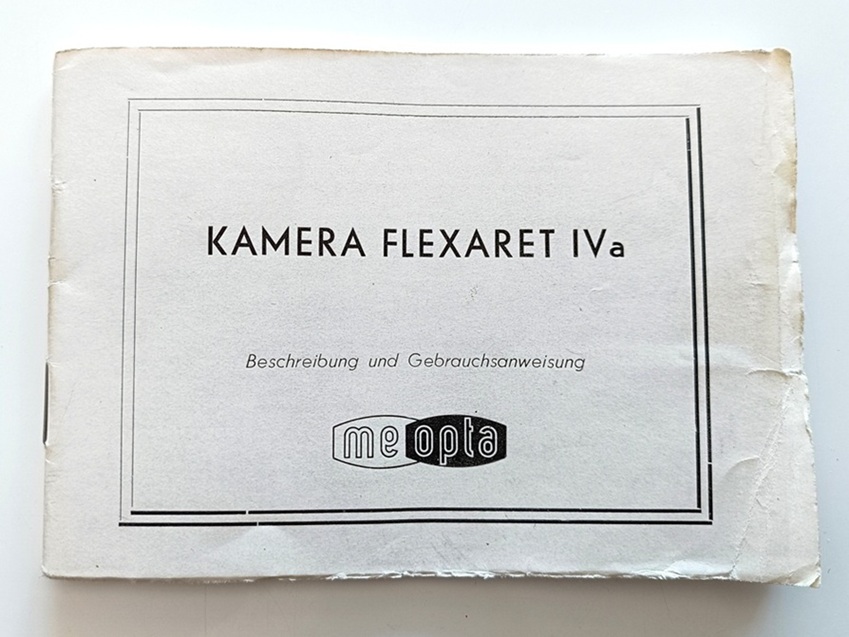 KAMERA FLEXARET IVa
Beschreibung und Gebrauchsanweisung
meopta